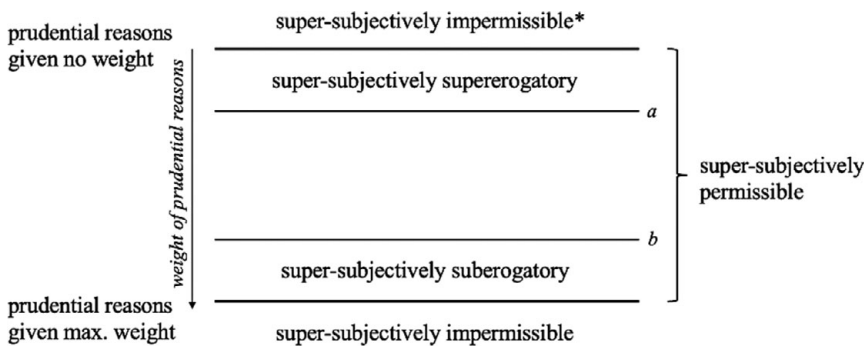 super-subjectively impermissible*
prudential reasons
given no weight
super-subjectively supererogatory
a
weight of prudential reasons
super-subjectively
permissible
b
super-subjectively suberogatory
prudential reasons
given max. weight
super-subjectively impermissible